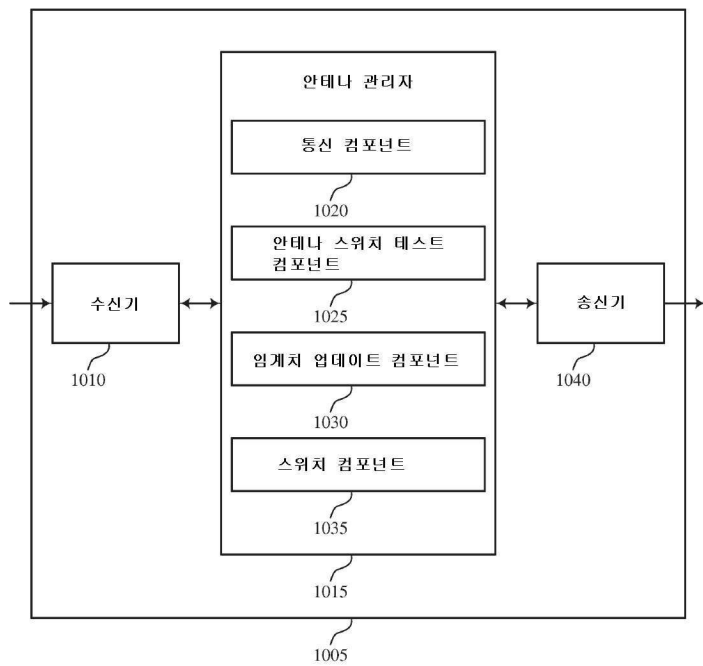 안테나 관리자
통신 컴포넌트
1020
안테나 스위치 테스트
컴포넌트
1025
수신기
1010
송신기
1040
임계치 업데이트 컴포넌트
1030
스위치 컴포넌트
1035
1015
1005